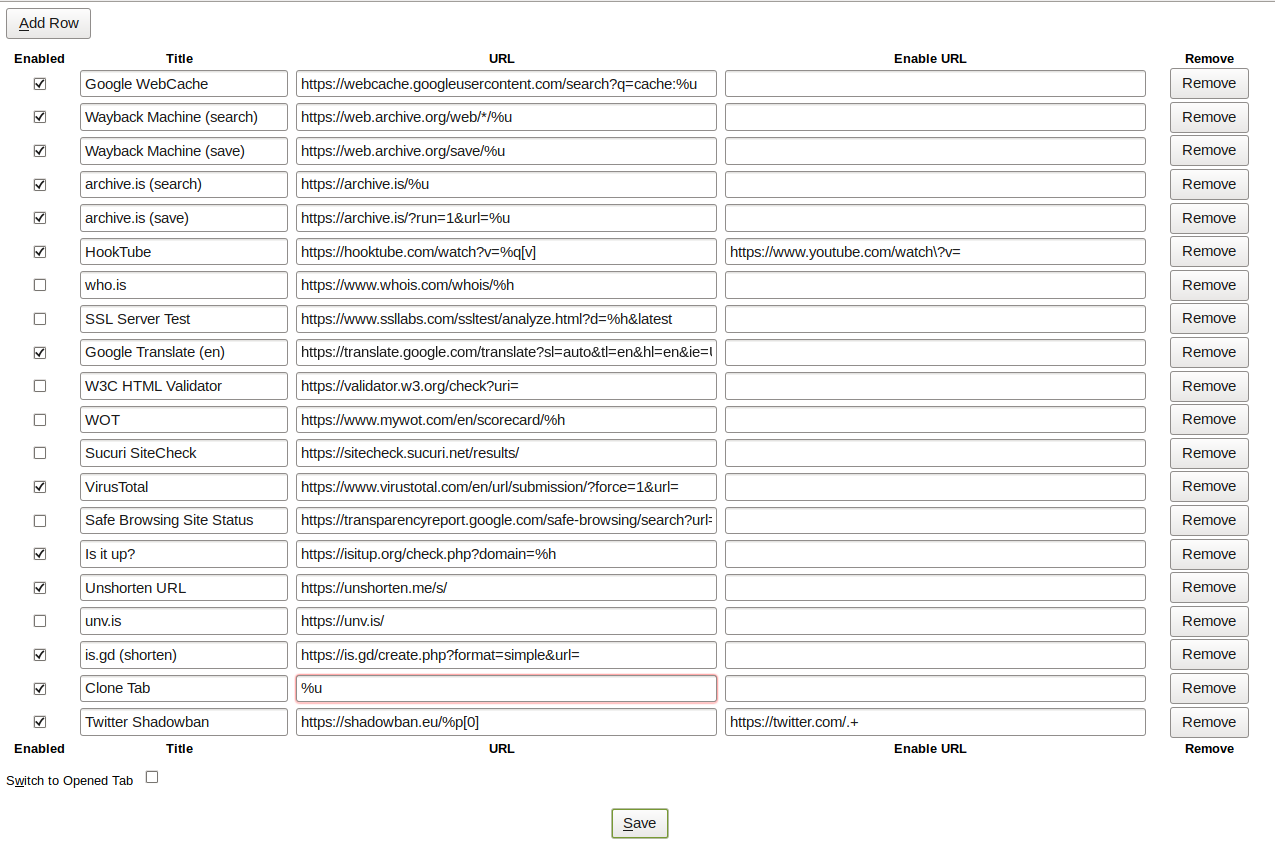 Add Row
Enabled Title URL Enable URL Remove
Google WebCache https://webcache.googleusercontent.com/search?q=cache:%u Remove
Wayback Machine (search) https://web.archive.org/web/*/%u Remove
Wayback Machine (save) https://web.archive.org/save/%u Remove
archive.is (search) https://archive.is/%u Remove
archive.is (save) https://archive.is/?run=1&url=%u Remove
HookTube https://hooktube.com/watch?v=%q[v] https://www.youtube.com/watch\?v= Remove
who.is https://www.whois.com/whois/%h Remove
SSL Server Test https://www.ssllabs.com/ssltest/analyze.html?d=%h&latest Remove
Google Translate (en) https://translate.google.com/translate?sl=auto&tl=en&hl=en&ie=U Remove
W3C HTML Validator https://validator.w3.org/check?uri= Remove
WOT https://www.mywot.com/en/scorecard/%h Remove
Sucuri SiteCheck https://sitecheck.sucuri.net/results/ Remove
VirusTotal https://www.virustotal.com/en/url/submission/?force=1&url= Remove
Safe Browsing Site Status https://transparencyreport.google.com/safe-browsing/search?url= Remove
Is it up? https://isitup.org/check.php?domain=%h Remove
Unshorten URL https://unshorten.me/s/ Remove
unv.is https://unv.is/ Remove
is.gd (shorten) https://is.gd/create.php?format=simple&url= Remove
Clone Tab %u Remove
Twitter Shadowban https://shadowban.eu/%p[0] https://twitter.com/.+ Remove
Enabled Title URL Enable URL Remove
Switch to Opened Tab
Save